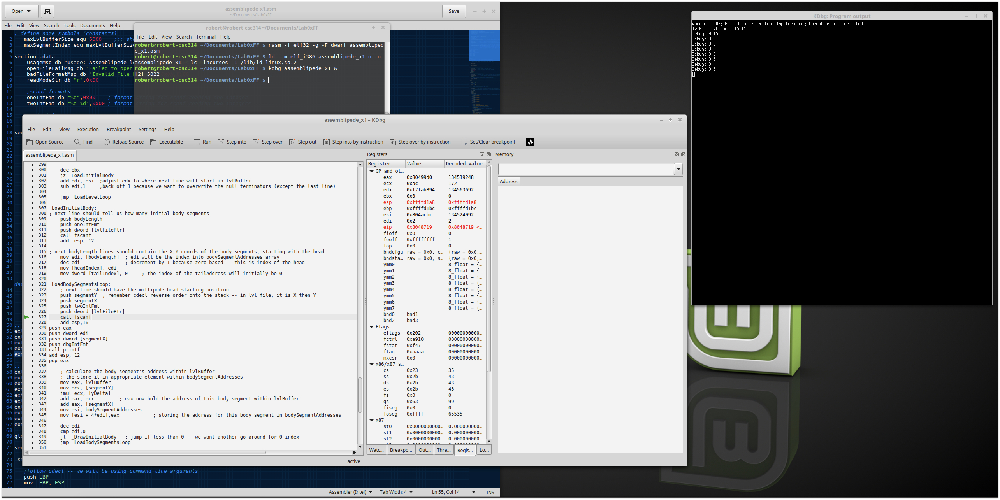 Open
assemblipede_x1.asm
~/Documents/Lab0xFF
Save
File Edit View Search Tools Documents Help
1 ; define some symbols (constants)
2 maxLvlBufferSize equ 5000 ;;;
3 maxSegmentIndex equ maxLvlBufferSize
4
5 section .data
6 usageMsg db "Usage: Assemblipede
7 openFileFailMsg db "Failed to open
8 badFileFormatMsg db "Invalid File
9 readModeStr db "r",0x00
10
11 ;scanf formats
12 oneIntFmt db "%d",0x00 ; format
13 twoIntFmt db "%d %d",0x00 ; format
14
15
16
17
18 sec
19
20
21
22
23
24
25
26
27
28
29
30
31
32
33
34
35
36
37
38
39
40
41
42
43
dat
44
45
46
47
48
49
50 ;;
51 ext
52 ext
53 ext
54 ext
55 ext
56
57 ;;
58 ext
59 ext
60 ext
61 ext
62 ext
63 ext
64 ext
65 ext
66 ext
67 ext
68
69 glo
70
71 sec
72
73 _st
74
75 ;follow cdecl -- we will be using command line arguments
76 push EBP
77 mov EBP, ESP
Assembler (Intel) Tab Width: 4 Ln 55, Col 14 INS
robert@robert-csc314 ~/Documents/Lab0xFF
File Edit View Search Terminal Help
robert@robert-csc314 ~/Documents/Lab0xFF $ nasm -f elf32 -g -F dwarf assembliped
e_x1.asm
robert@robert-csc314 ~/Documents/Lab0xFF $ ld -m elf_i386 assemblipede_x1.o -o
assemblipede_x1 -lc -lncurses -I /lib/ld-linux.so.2
robert@robert-csc314 ~/Documents/Lab0xFF $ kdbg assemblipede_x1 &
[2] 5022
robert@robert-csc314 ~/Documents/Lab0xFF $
assemblipede_x1 – KDbg
File Edit View Execution Breakpoint Settings Help
Open Source Find Reload Source Executable Run Step into Step over Step out Step into by instruction Step over by instruction Set/Clear breakpoint
assemblipede_x1.asm
+ 299
+ 300 dec ebx
+ 301 jz _LoadInitialBody
+ 302 add edi, esi ;adjust edx to where next line will start in lvlBuffer
+ 303 sub edi,1 ;back off 1 because we want to overwrite the null terminators (except the last line)
+ 304
+ 305 jmp _LoadLevelLoop
+ 306
+ 307 _LoadInitialBody:
+ 308 ; next line should tell us how many initial body segments
+ 309 push bodyLength
+ 310 push oneIntFmt
+ 311 push dword [lvlFilePtr]
+ 312 call fscanf
+ 313 add esp, 12
+ 314
+ 315 ; next bodyLength lines should contain the X,Y coords of the body segments, starting with the head
+ 316 mov edi, [bodyLength] ; edi will be the index into bodySegmentAddresses array
+ 317 dec edi ; decrement by 1 because zero based -- this is index of the head
+ 318 mov [headIndex], edi
+ 319 mov dword [tailIndex], 0 ; the index of the tailAddress will initially be 0
+ 320
+ 321 _LoadBodySegmentsLoop:
+ 322 ; next line should have the millipede head starting position
+ 323 push segmentY ; remember cdecl reverse order onto the stack -- in lvl file, it is X then Y
+ 324 push segmentX
+ 325 push twoIntFmt
+ 326 push dword [lvlFilePtr]
+ 327 call fscanf
+ 328 add esp,16
+ 329 push eax
+ 330 push dword edi
+ 331 push dword [segmentX]
+ 332 push dbgIntFmt
+ 333 call printf
+ 334 add esp, 12
+ 335 pop eax
+ 336
+ 337 ; calculate the body segment's address within lvlBuffer
+ 338 ; the store it in appropriate element within bodySegmentAddresses
+ 339 mov eax, lvlBuffer
+ 340 mov ecx, [segmentY]
+ 341 imul ecx, [yDelta]
+ 342 add eax, ecx ; eax now hold the address of this body segment within lvlBuffer
+ 343 add eax, [segmentX]
+ 344 mov esi, bodySegmentAddresses
+ 345 mov [esi + 4*edi],eax ; storing the address for this body segment in bodySegmentAddresses
+ 346
+ 347 dec edi
+ 348 cmp edi,0
+ 349 jl _DrawInitialBody ; jump if less than 0 -- we want another go around for 0 index
+ 350 jmp _LoadBodySegmentsLoop
+ 351
active
Registers
Register Value Decoded value
GP and ot...
eax 0x80499d0 134519248
ecx 0xac 172
edx 0xf7fab894 -134563692
ebx 0x0 0
esp 0xffffd1a8 0xffffd1a8
ebp 0xffffd1bc 0xffffd1bc
esi 0x804acbc 134524092
edi 0x2 2
eip 0x8048719 0x8048719 <...
fioff 0x0 0
fooff 0xffffffff -1
fop 0x0 0
bndcfgu raw = 0x0, c... {raw = 0x0,...
bndsta... raw = 0x0, s... {raw = 0x0,...
ymm0 8_float = {...
ymm1 8_float = {...
ymm2 8_float = {...
ymm3 8_float = {...
ymm4 8_float = {...
ymm5 8_float = {...
ymm6 8_float = {...
ymm7 8_float = {...
bnd0 bnd1
bnd2 bnd3
Flags
eflags 0x202 00000000000...
fctrl 0xa910 00000000000...
fstat 0xf47 00000000000...
ftag 0xaaaa 00000000000...
mxcsr 0x0 00000000000...
x86/x87 s...
cs 0x23 35
ss 0x2b 43
ds 0x2b 43
es 0x2b 43
fs 0x0 0
gs 0x63 99
fiseg 0x0 0
foseg 0xffff 65535
x87
st0 0x0000000000... 0.000000000...
st1 0x0000000000... 0.000000000...
st2 0x0000000000... 0.000000000...
Watc... Breakpo... Out... Thre... Regis... Lo...
Memory
Address
KDbg: Program output
warning: GDB: Failed to set controlling terminal: Operation not permitted
lvlFile.txtDebug: 10 11
Debug: 9 10
Debug: 8 9
Debug: 8 8
Debug: 8 7
Debug: 8 6
Debug: 8 5
Debug: 8 4
Debug: 8 3